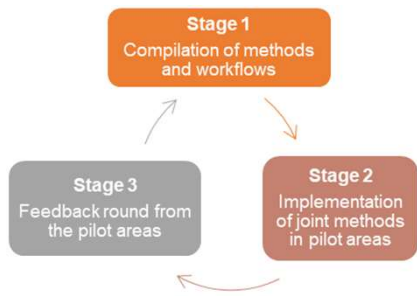 Stage 1
Compilation of methods
and workflows
Stage 3
Feedback round from
the pilot areas
Stage 2
Implementation
of joint methods
in pilot areas